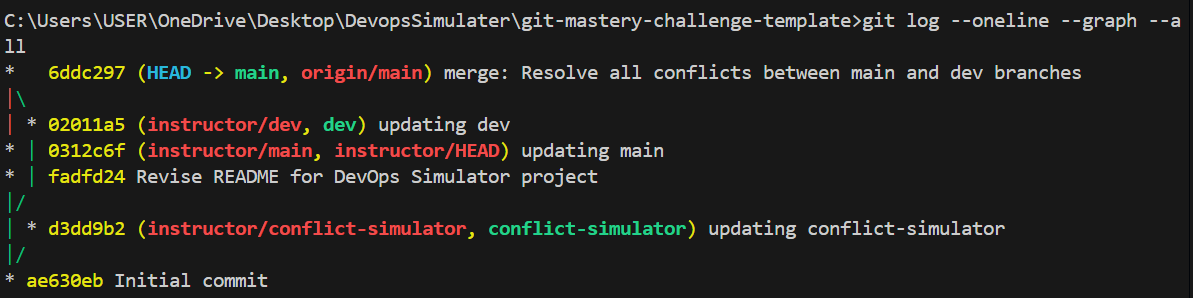 C:\Users\USER\OneDrive\Desktop\DevopsSimulater\git-mastery-challenge-template>git log --oneline --graph --a
ll
*   6ddc297 (HEAD -> main, origin/main) merge: Resolve all conflicts between main and dev branches
|\
| * 02011a5 (instructor/dev, dev) updating dev
* | 0312c6f (instructor/main, instructor/HEAD) updating main
* | fadfd24 Revise README for DevOps Simulator project
|/
| * d3dd9b2 (instructor/conflict-simulator, conflict-simulator) updating conflict-simulator
|/
* ae630eb Initial commit